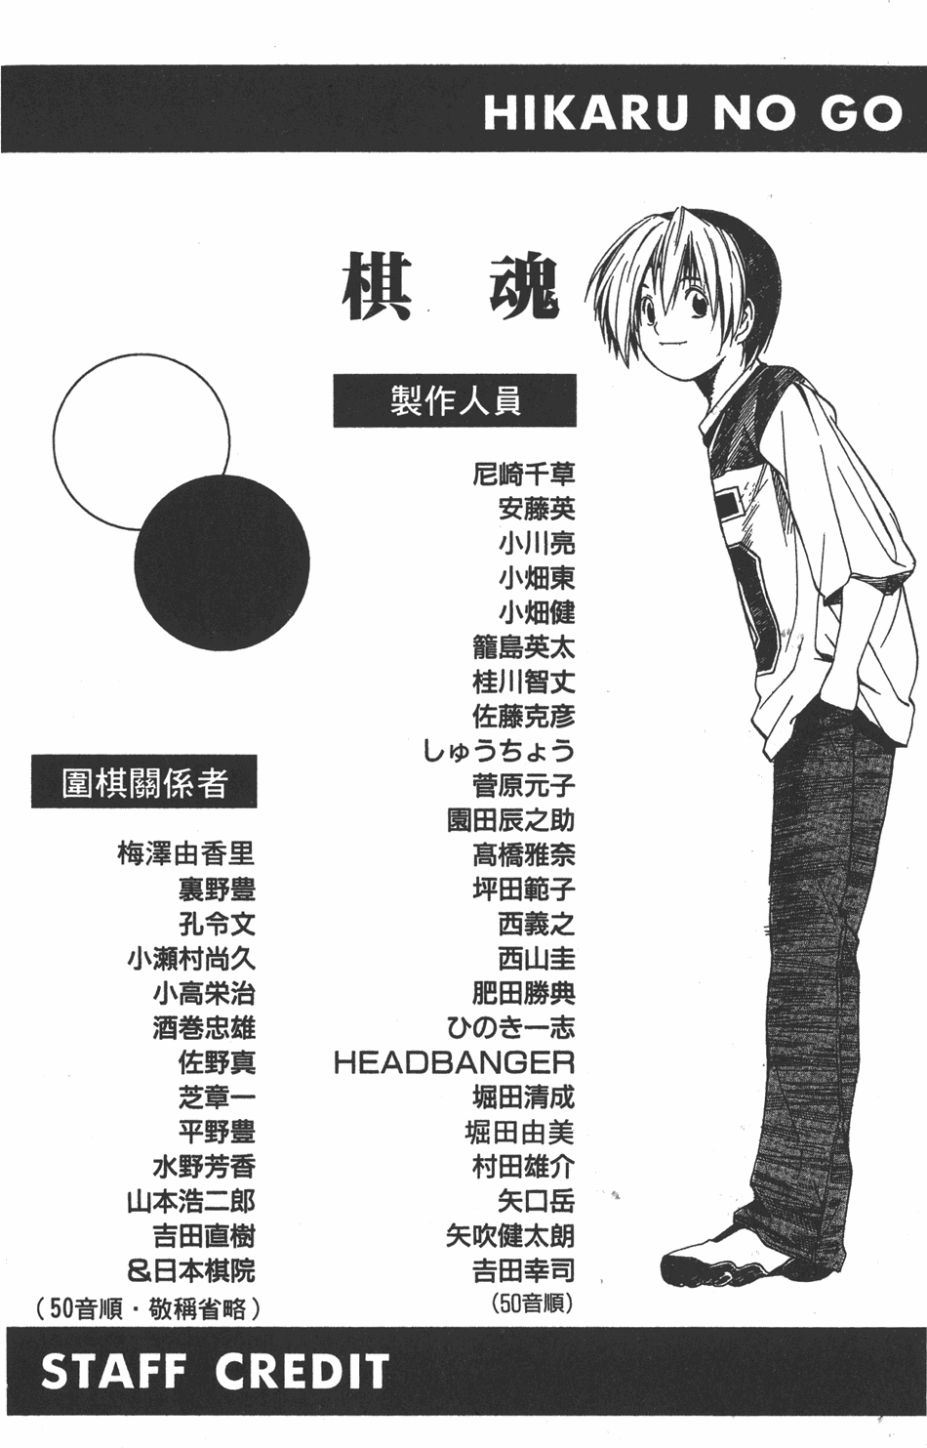 HIKARU NO GO
棋 魂
製作人員
尼崎千草
安藤英
小川亮
小畑東
小畑健
籠島英太
桂川智丈
佐藤克彦
しゅうちょう
菅原元子
園田辰之助
髙橋雅奈
坪田範子
西義之
西山圭
肥田勝典
ひのき一志
HEADBANGER
堀田清成
堀田由美
村田雄介
矢口岳
矢吹健太朗
吉田幸司
(50音順)
圍棋關係者
梅澤由香里
裏野豊
孔令文
小瀬村尚久
小高栄治
酒巻忠雄
佐野真
芝章一
平野豊
水野芳香
山本浩二郎
吉田直樹
&日本棋院
(50音順・敬稱省略)
STAFF CREDIT